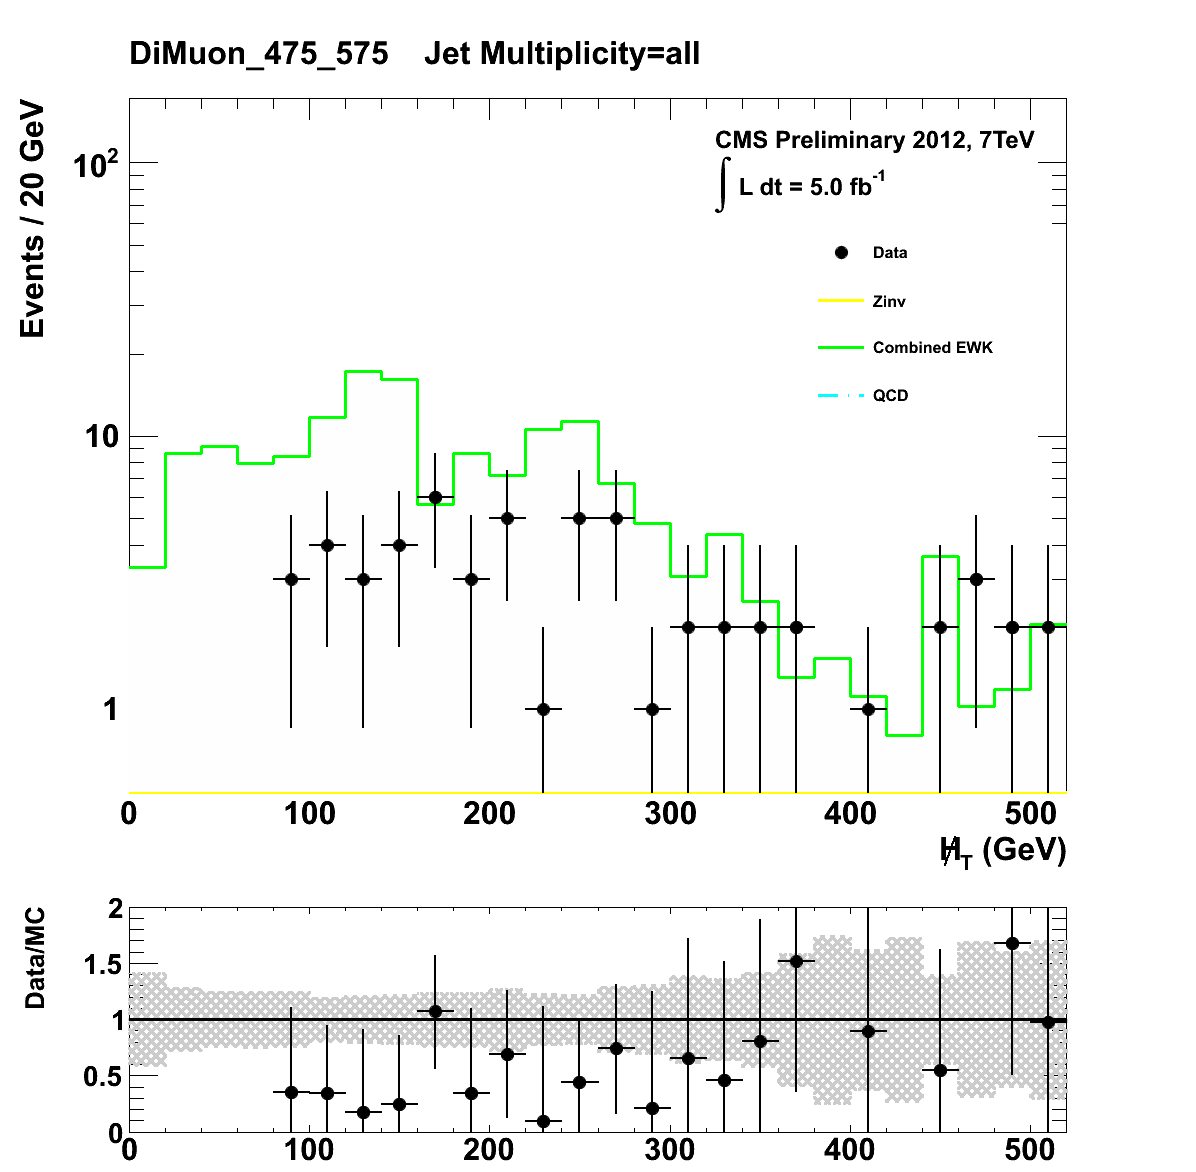 DiMuon_475_575 Jet Multiplicity=all
Events / 20 GeV
CMS Preliminary 2012, 7TeV
∫ L dt = 5.0 fb⁻¹
Data
Zinv
Combined EWK
QCD
10²
10
1
0 100 200 300 400 500
H̸_T (GeV)
Data/MC
2
1.5
1
0.5
0
0 100 200 300 400 500